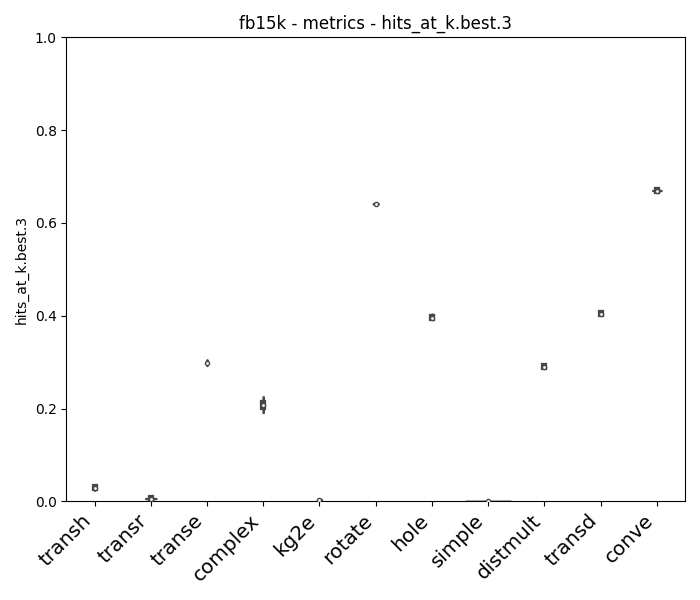 fb15k - metrics - hits_at_k.best.3
hits_at_k.best.3
1.0
0.8
0.6
0.4
0.2
0.0
transh
transr
transe
complex
kg2e
rotate
hole
simple
distmult
transd
conve